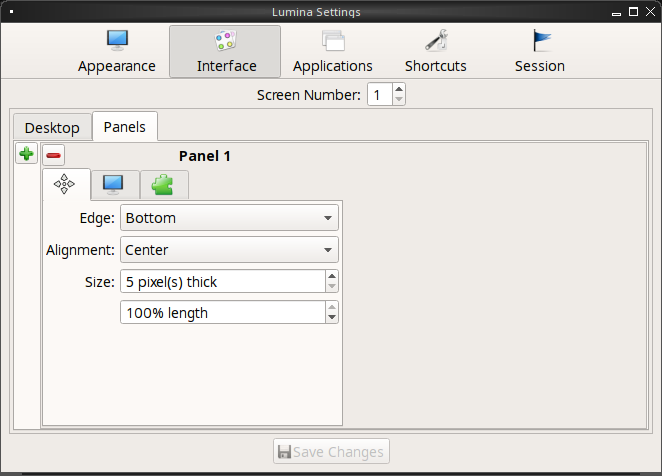 Lumina Settings
Appearance Interface Applications Shortcuts Session
Screen Number: 1
Desktop Panels
Panel 1
Edge: Bottom
Alignment: Center
Size: 5 pixel(s) thick
100% length
Save Changes